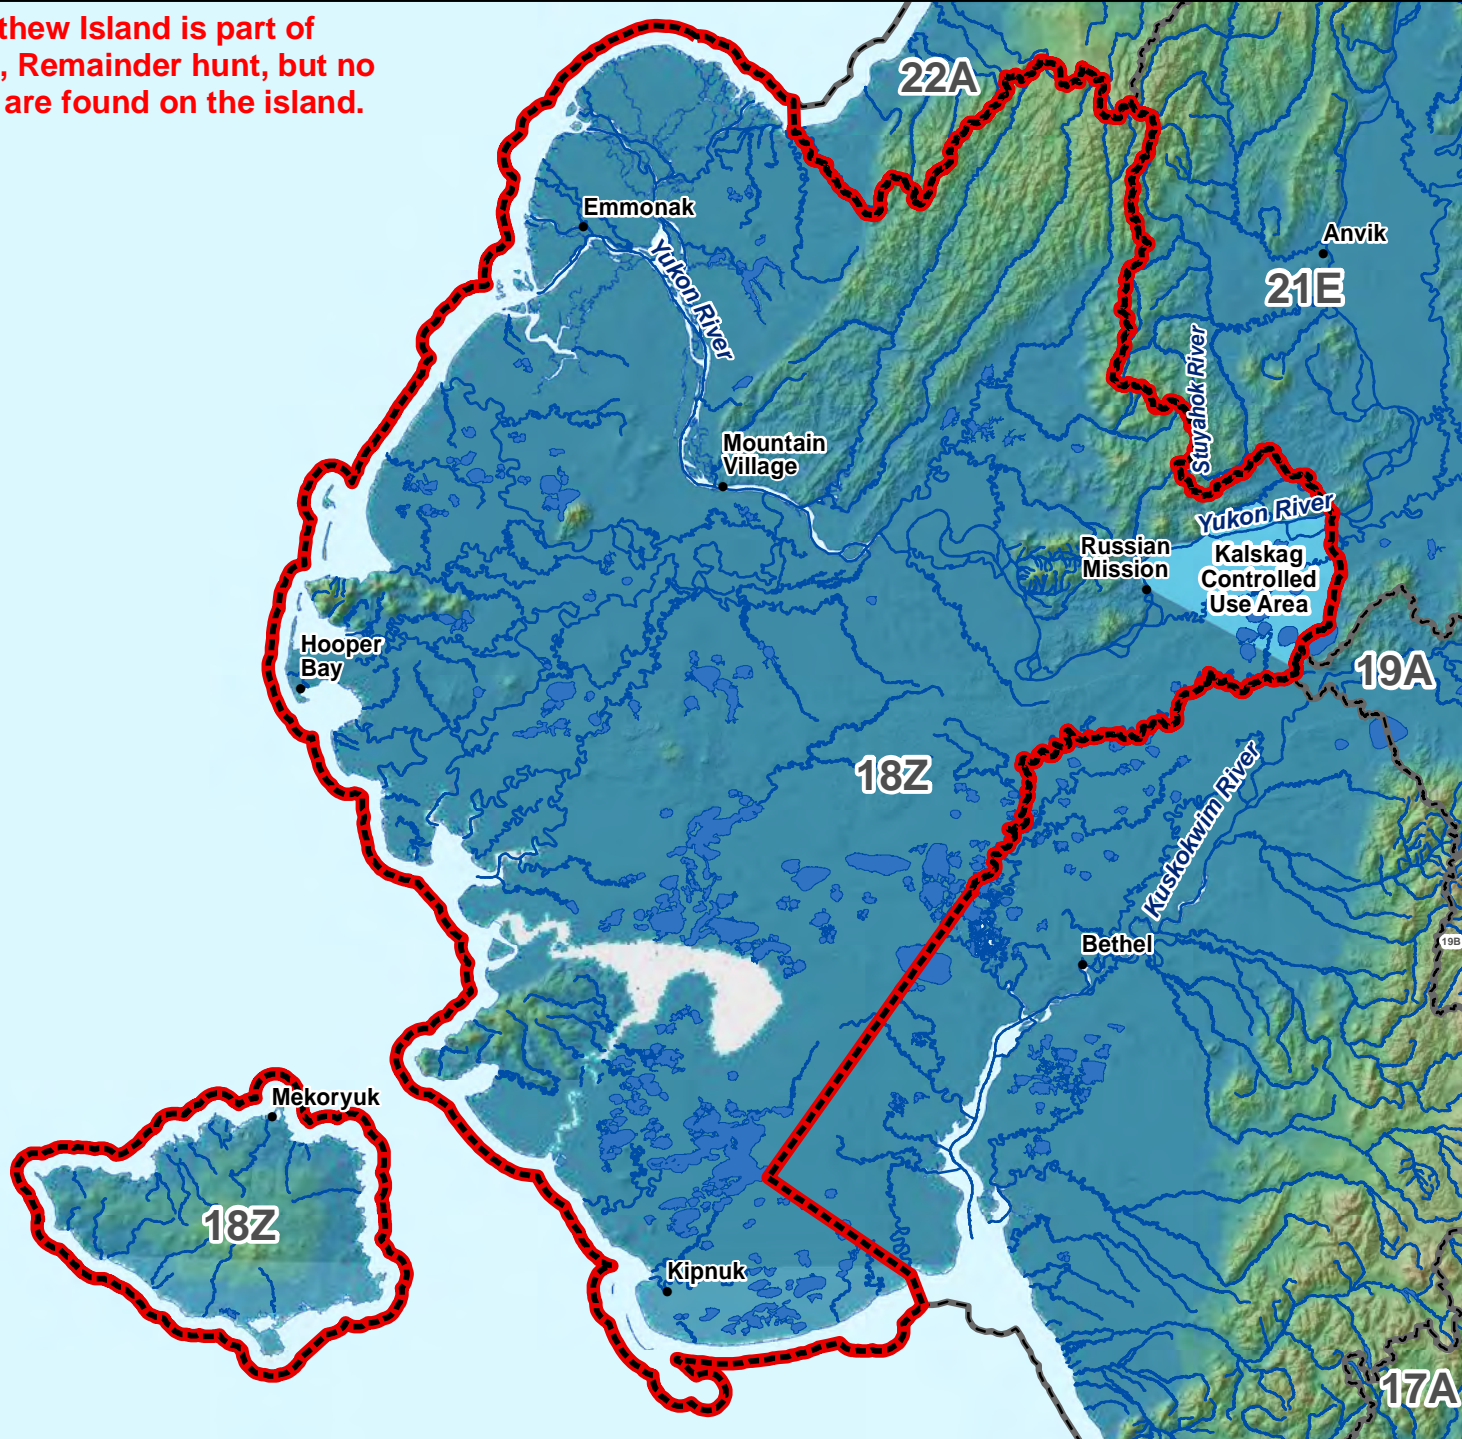 thew Island is part of
, Remainder hunt, but no
are found on the island.
22A
Emmonak
Anvik
21E
Yukon River
Stuyahok River
Mountain
Village
Yukon River
Russian
Mission
Kalskag
Controlled
Use Area
Hooper
Bay
19A
18Z
Kuskokwim River
Bethel
19B
Mekoryuk
18Z
Kipnuk
17A